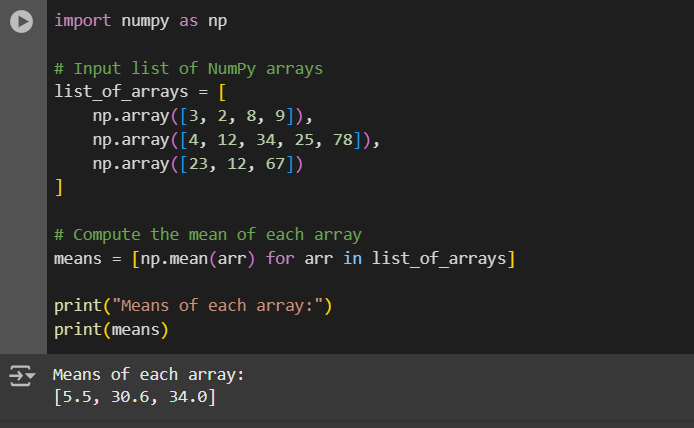 import numpy as np
# Input list of NumPy arrays
list_of_arrays = [
    np.array([3, 2, 8, 9]),
    np.array([4, 12, 34, 25, 78]),
    np.array([23, 12, 67])
]
# Compute the mean of each array
means = [np.mean(arr) for arr in list_of_arrays]
print("Means of each array:")
print(means)
Means of each array:
[5.5, 30.6, 34.0]